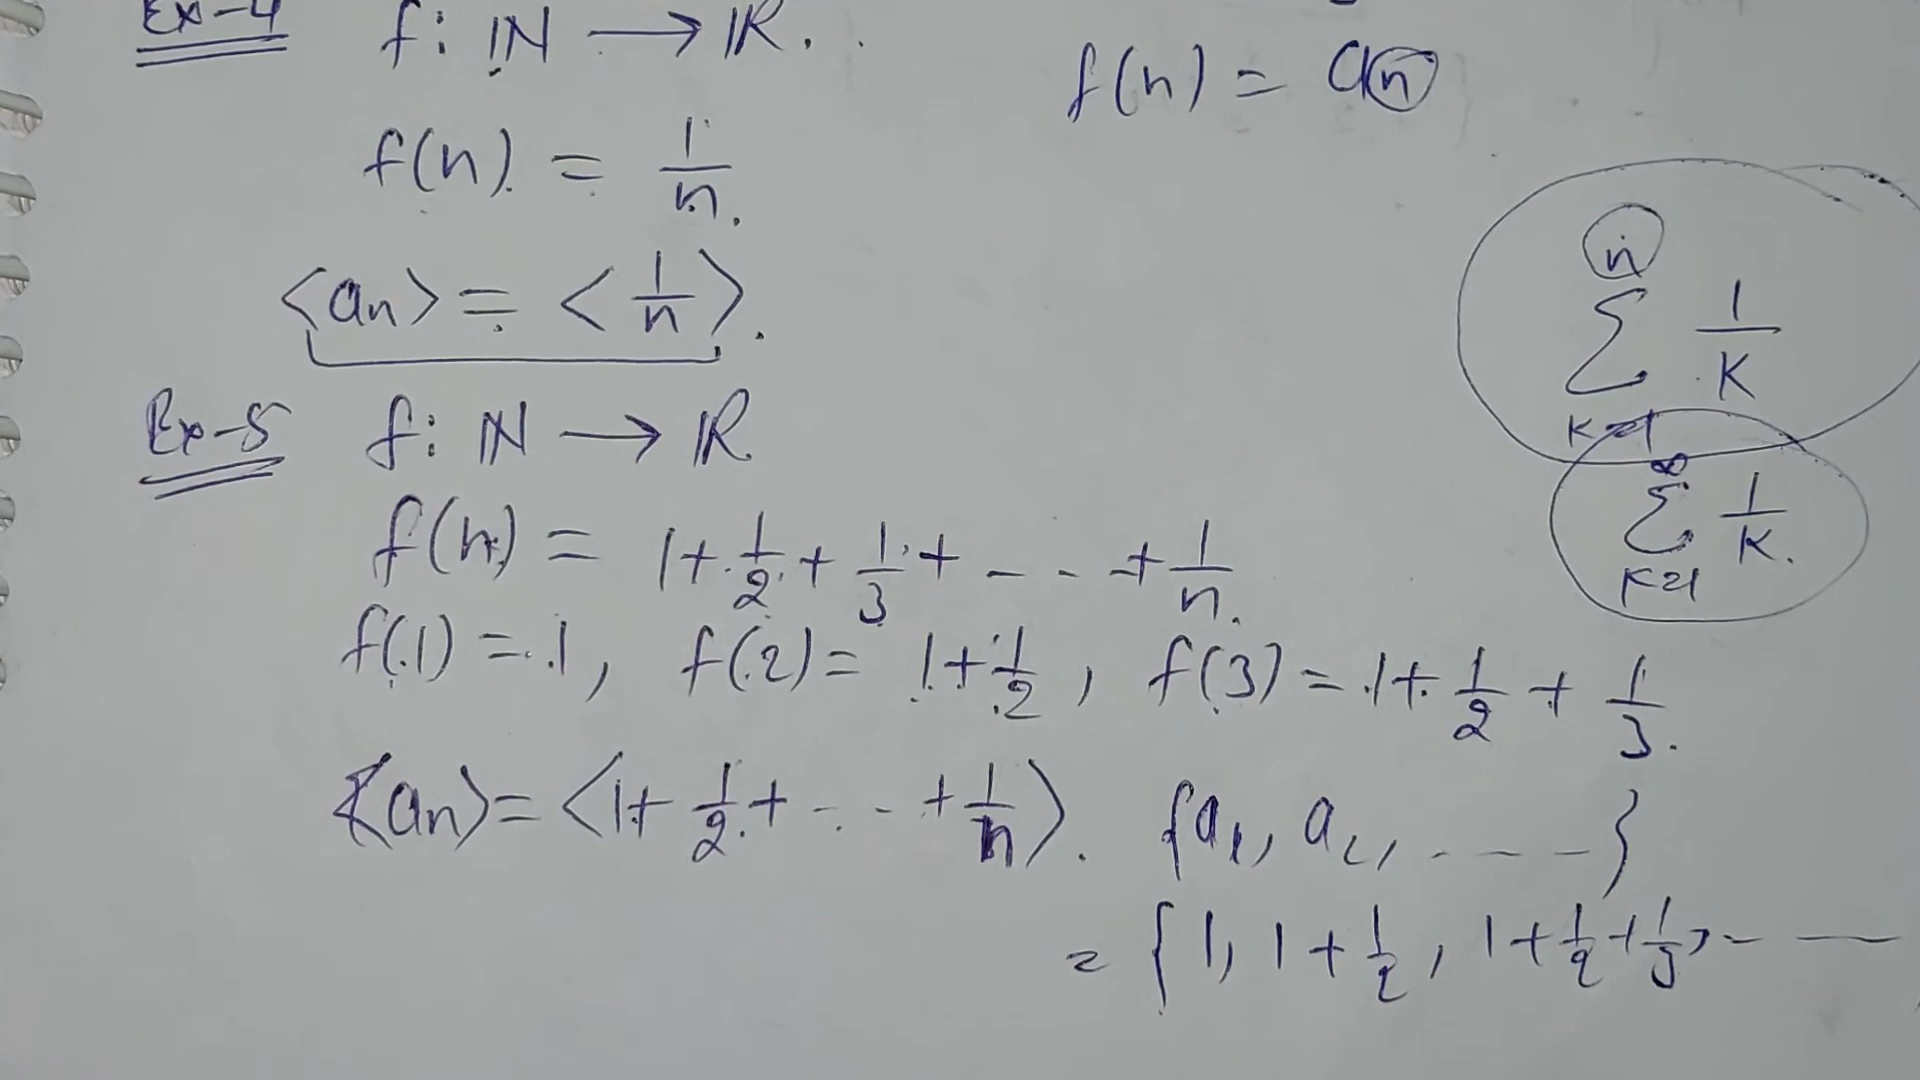 Ex-4 f: ℕ → ℝ.
f(n) = aₙ
f(n) = 1/n.
<an> = <1/n>.
n
∑ 1/K
K=1
Ex-5 f: ℕ → ℝ
∞
∑ 1/K.
K=1
f(n) = 1+1/2+1/3+ - - - +1/n.
f(1) = 1, f(2) = 1+1/2, f(3) = 1+1/2+1/3.
<an> = <1+1/2+ - - - +1/n>. {a₁, a₂, - - - -}
= {1, 1+1/2, 1+1/2+1/3, - —